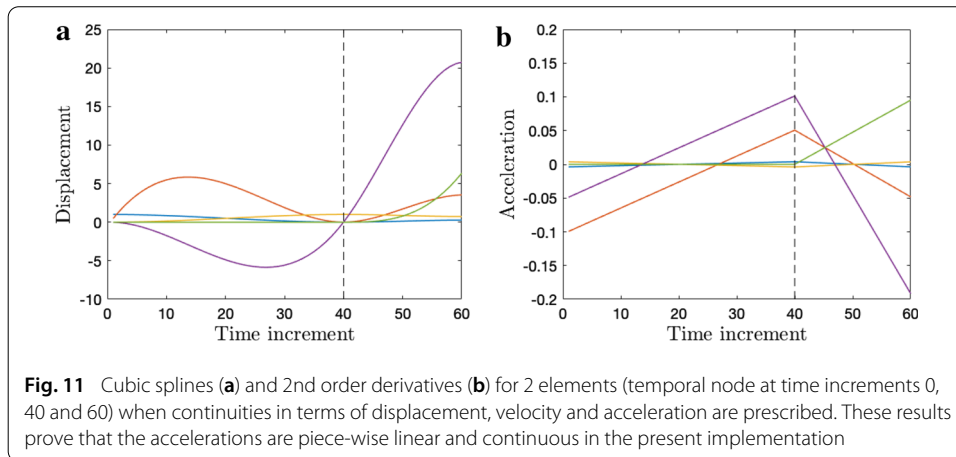 a
25
20
15
10
5
0
-5
-10
Displacement
0 10 20 30 40 50 60
Time increment
b
0.2
0.15
0.1
0.05
0
-0.05
-0.1
-0.15
-0.2
Acceleration
0 10 20 30 40 50 60
Time increment
Fig. 11 Cubic splines (a) and 2nd order derivatives (b) for 2 elements (temporal node at time increments 0,
40 and 60) when continuities in terms of displacement, velocity and acceleration are prescribed. These results
prove that the accelerations are piece-wise linear and continuous in the present implementation